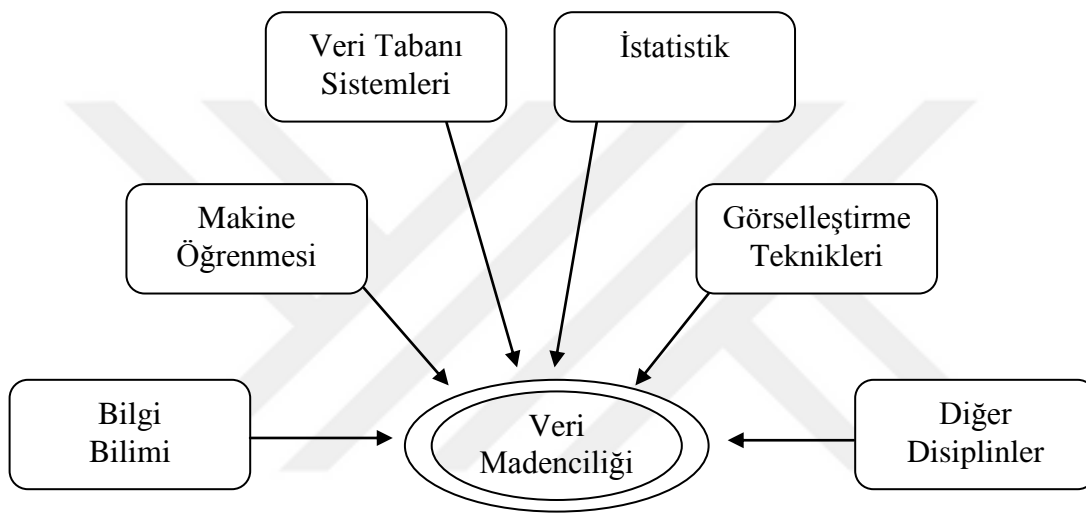 Veri Tabanı
Sistemleri
İstatistik
Makine
Öğrenmesi
Görselleştirme
Teknikleri
Bilgi
Bilimi
Veri
Madenciliği
Diğer
Disiplinler